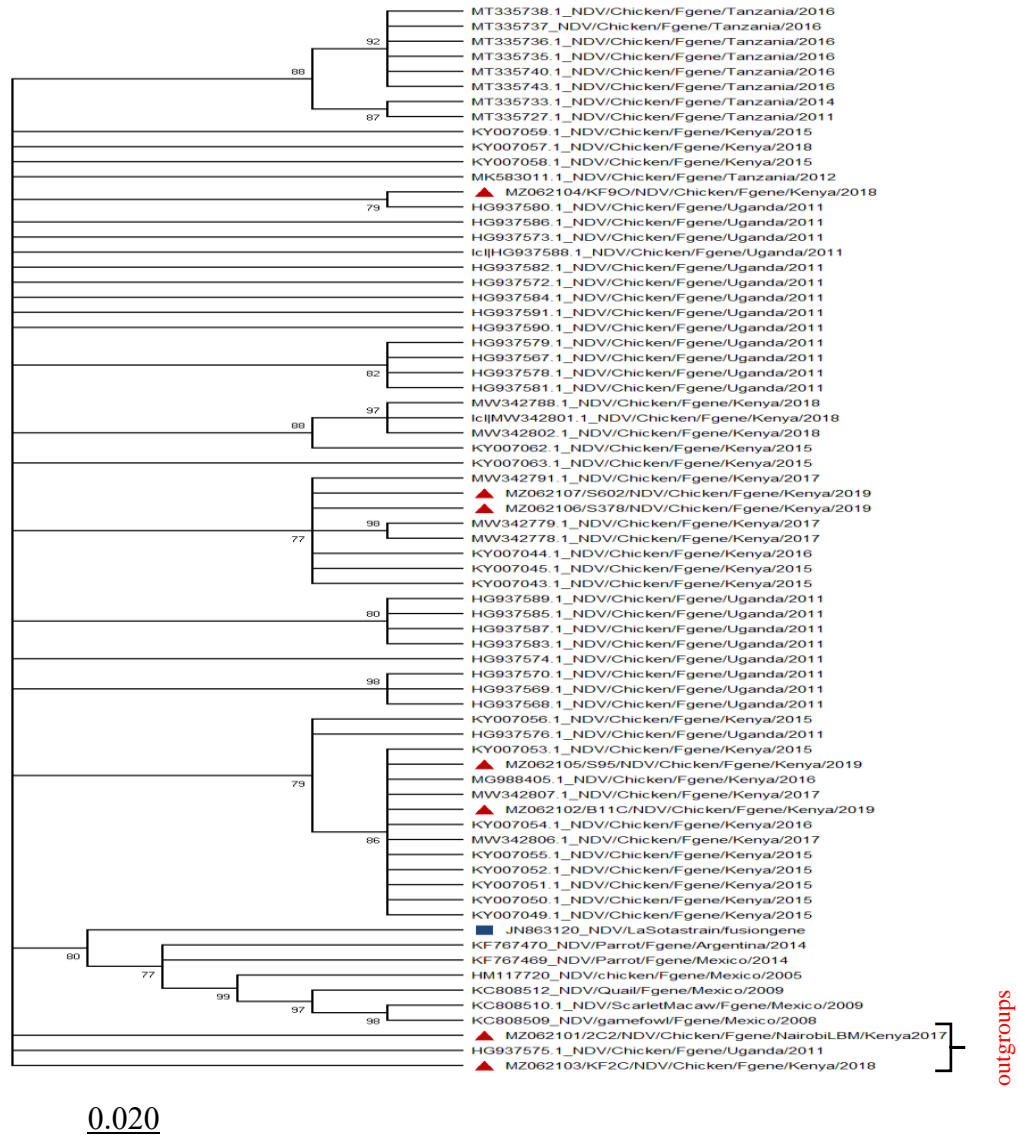 MT335738.1_NDV/Chicken/Fgene/Tanzania/2016
MT335737_NDV/Chicken/Fgene/Tanzania/2016
92
MT335736.1_NDV/Chicken/Fgene/Tanzania/2016
MT335735.1_NDV/Chicken/Fgene/Tanzania/2016
88
MT335740.1_NDV/Chicken/Fgene/Tanzania/2016
MT335743.1_NDV/Chicken/Fgene/Tanzania/2016
MT335733.1_NDV/Chicken/Fgene/Tanzania/2014
87
MT335727.1_NDV/Chicken/Fgene/Tanzania/2011
KY007059.1_NDV/Chicken/Fgene/Kenya/2015
KY007057.1_NDV/Chicken/Fgene/Kenya/2018
KY007058.1_NDV/Chicken/Fgene/Kenya/2015
MK583011.1_NDV/Chicken/Fgene/Tanzania/2012
MZ062104/KF9O/NDV/Chicken/Fgene/Kenya/2018
79
HG937580.1_NDV/Chicken/Fgene/Uganda/2011
HG937586.1_NDV/Chicken/Fgene/Uganda/2011
HG937573.1_NDV/Chicken/Fgene/Uganda/2011
lcl|HG937588.1_NDV/Chicken/Fgene/Uganda/2011
HG937582.1_NDV/Chicken/Fgene/Uganda/2011
HG937572.1_NDV/Chicken/Fgene/Uganda/2011
HG937584.1_NDV/Chicken/Fgene/Uganda/2011
HG937591.1_NDV/Chicken/Fgene/Uganda/2011
HG937590.1_NDV/Chicken/Fgene/Uganda/2011
HG937579.1_NDV/Chicken/Fgene/Uganda/2011
HG937567.1_NDV/Chicken/Fgene/Uganda/2011
82
HG937578.1_NDV/Chicken/Fgene/Uganda/2011
HG937581.1_NDV/Chicken/Fgene/Uganda/2011
MW342788.1_NDV/Chicken/Fgene/Kenya/2018
97
lcl|MW342801.1_NDV/Chicken/Fgene/Kenya/2018
88
MW342802.1_NDV/Chicken/Fgene/Kenya/2018
KY007062.1_NDV/Chicken/Fgene/Kenya/2015
KY007063.1_NDV/Chicken/Fgene/Kenya/2015
MW342791.1_NDV/Chicken/Fgene/Kenya/2017
MZ062107/S602/NDV/Chicken/Fgene/Kenya/2019
MZ062106/S378/NDV/Chicken/Fgene/Kenya/2019
98
MW342779.1_NDV/Chicken/Fgene/Kenya/2017
77
MW342778.1_NDV/Chicken/Fgene/Kenya/2017
KY007044.1_NDV/Chicken/Fgene/Kenya/2016
KY007045.1_NDV/Chicken/Fgene/Kenya/2015
KY007043.1_NDV/Chicken/Fgene/Kenya/2015
HG937589.1_NDV/Chicken/Fgene/Uganda/2011
80
HG937585.1_NDV/Chicken/Fgene/Uganda/2011
HG937587.1_NDV/Chicken/Fgene/Uganda/2011
HG937583.1_NDV/Chicken/Fgene/Uganda/2011
HG937574.1_NDV/Chicken/Fgene/Uganda/2011
HG937570.1_NDV/Chicken/Fgene/Uganda/2011
98
HG937569.1_NDV/Chicken/Fgene/Uganda/2011
HG937568.1_NDV/Chicken/Fgene/Uganda/2011
KY007056.1_NDV/Chicken/Fgene/Kenya/2015
HG937576.1_NDV/Chicken/Fgene/Uganda/2011
KY007053.1_NDV/Chicken/Fgene/Kenya/2015
MZ062105/S95/NDV/Chicken/Fgene/Kenya/2019
79
MG988405.1_NDV/Chicken/Fgene/Kenya/2016
MW342807.1_NDV/Chicken/Fgene/Kenya/2017
MZ062102/B11C/NDV/Chicken/Fgene/Kenya/2019
KY007054.1_NDV/Chicken/Fgene/Kenya/2016
86
MW342806.1_NDV/Chicken/Fgene/Kenya/2017
KY007055.1_NDV/Chicken/Fgene/Kenya/2015
KY007052.1_NDV/Chicken/Fgene/Kenya/2015
KY007051.1_NDV/Chicken/Fgene/Kenya/2015
KY007050.1_NDV/Chicken/Fgene/Kenya/2015
KY007049.1_NDV/Chicken/Fgene/Kenya/2015
JN863120_NDV/LaSotastrain/fusiongene
80
KF767470_NDV/Parrot/Fgene/Argentina/2014
77
KF767469_NDV/Parrot/Fgene/Mexico/2014
HM117720_NDV/chicken/Fgene/Mexico/2005
99
KC808512_NDV/Quail/Fgene/Mexico/2009
97
KC808510.1_NDV/ScarletMacaw/Fgene/Mexico/2009
98
KC808509_NDV/gamefowl/Fgene/Mexico/2008
MZ062101/2C2/NDV/Chicken/Fgene/NairobiLBM/Kenya2017
HG937575.1_NDV/Chicken/Fgene/Uganda/2011
MZ062103/KF2C/NDV/Chicken/Fgene/Kenya/2018
outgroups
0.020